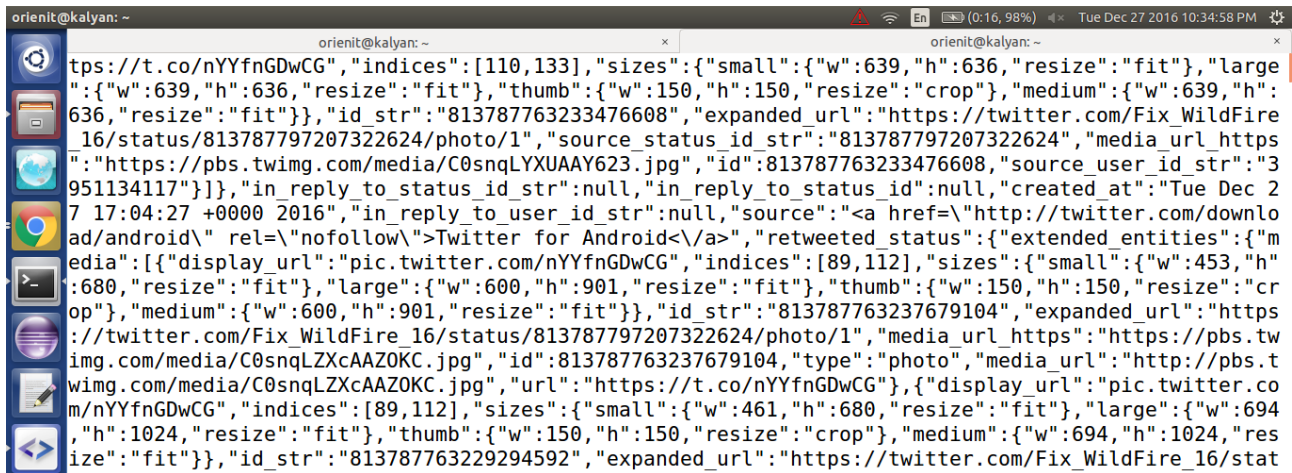 orienit@kalyan: ~
En (0:16, 98%) Tue Dec 27 2016 10:34:58 PM
orienit@kalyan: ~ × orienit@kalyan: ~ ×
tps://t.co/nYYfnGDwCG","indices":[110,133],"sizes":{"small":{"w":639,"h":636,"resize":"fit"},"large
":{"w":639,"h":636,"resize":"fit"},"thumb":{"w":150,"h":150,"resize":"crop"},"medium":{"w":639,"h":
636,"resize":"fit"}},"id_str":"813787763233476608","expanded_url":"https://twitter.com/Fix_WildFire
_16/status/813787797207322624/photo/1","source_status_id_str":"813787797207322624","media_url_https
":"https://pbs.twimg.com/media/C0snqLYXUAAY623.jpg","id":813787763233476608,"source_user_id_str":"3
951134117"}]},"in_reply_to_status_id_str":null,"in_reply_to_status_id":null,"created_at":"Tue Dec 2
7 17:04:27 +0000 2016","in_reply_to_user_id_str":null,"source":"<a href=\"http://twitter.com/downlo
ad/android\" rel=\"nofollow\">Twitter for Android<\/a>","retweeted_status":{"extended_entities":{"m
edia":[{"display_url":"pic.twitter.com/nYYfnGDwCG","indices":[89,112],"sizes":{"small":{"w":453,"h"
:680,"resize":"fit"},"large":{"w":600,"h":901,"resize":"fit"},"thumb":{"w":150,"h":150,"resize":"cr
op"},"medium":{"w":600,"h":901,"resize":"fit"}},"id_str":"813787763237679104","expanded_url":"https
://twitter.com/Fix_WildFire_16/status/813787797207322624/photo/1","media_url_https":"https://pbs.tw
img.com/media/C0snqLZXcAAZOKC.jpg","id":813787763237679104,"type":"photo","media_url":"http://pbs.t
wimg.com/media/C0snqLZXcAAZOKC.jpg","url":"https://t.co/nYYfnGDwCG"},{"display_url":"pic.twitter.co
m/nYYfnGDwCG","indices":[89,112],"sizes":{"small":{"w":461,"h":680,"resize":"fit"},"large":{"w":694
,"h":1024,"resize":"fit"},"thumb":{"w":150,"h":150,"resize":"crop"},"medium":{"w":694,"h":1024,"res
ize":"fit"}},"id_str":"813787763229294592","expanded_url":"https://twitter.com/Fix_WildFire_16/stat